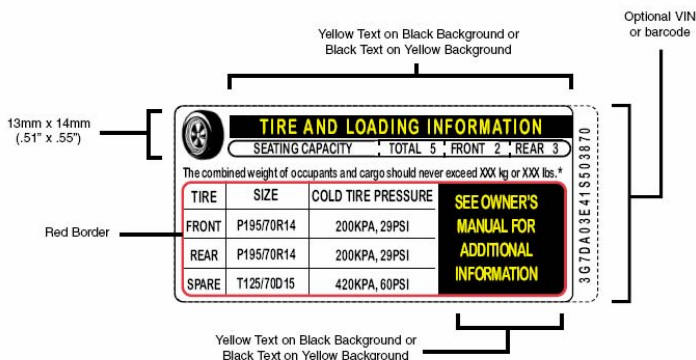 Optional VIN
or barcode
Yellow Text on Black Background or
Black Text on Yellow Background
13mm x 14mm
(.51" x .55")
TIRE AND LOADING INFORMATION
SEATING CAPACITY TOTAL 5 FRONT 2 REAR 3
The combined weight of occupants and cargo should never exceed XXX kg or XXX lbs.*
TIRE SIZE COLD TIRE PRESSURE
FRONT P195/70R14 200KPA, 29PSI
REAR P195/70R14 200KPA, 29PSI
SPARE T125/70D15 420KPA, 60PSI
SEE OWNER'S
MANUAL FOR
ADDITIONAL
INFORMATION
3G7DA03E41S503870
Red Border
Yellow Text on Black Background or
Black Text on Yellow Background